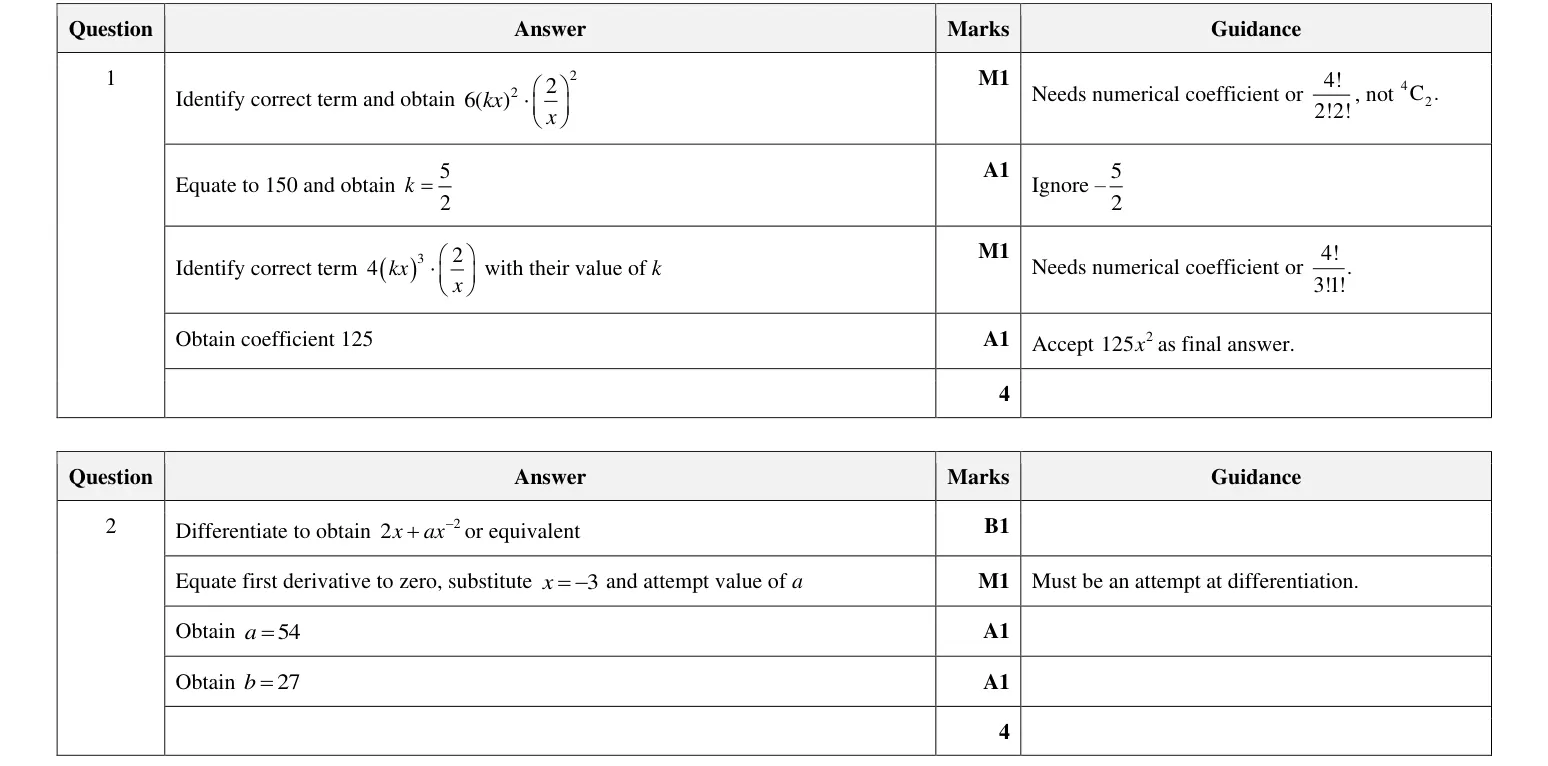 Question Answer Marks Guidance
1 Identify correct term and obtain 6(kx)² · (2/x)² M1 Needs numerical coefficient or 4!/2!2!, not ⁴C₂.
Equate to 150 and obtain k = 5/2 A1 Ignore –5/2
Identify correct term 4(kx)³ · (2/x) with their value of k M1 Needs numerical coefficient or 4!/3!1!.
Obtain coefficient 125 A1 Accept 125x² as final answer.
4
Question Answer Marks Guidance
2 Differentiate to obtain 2x + ax⁻² or equivalent B1
Equate first derivative to zero, substitute x = −3 and attempt value of a M1 Must be an attempt at differentiation.
Obtain a = 54 A1
Obtain b = 27 A1
4